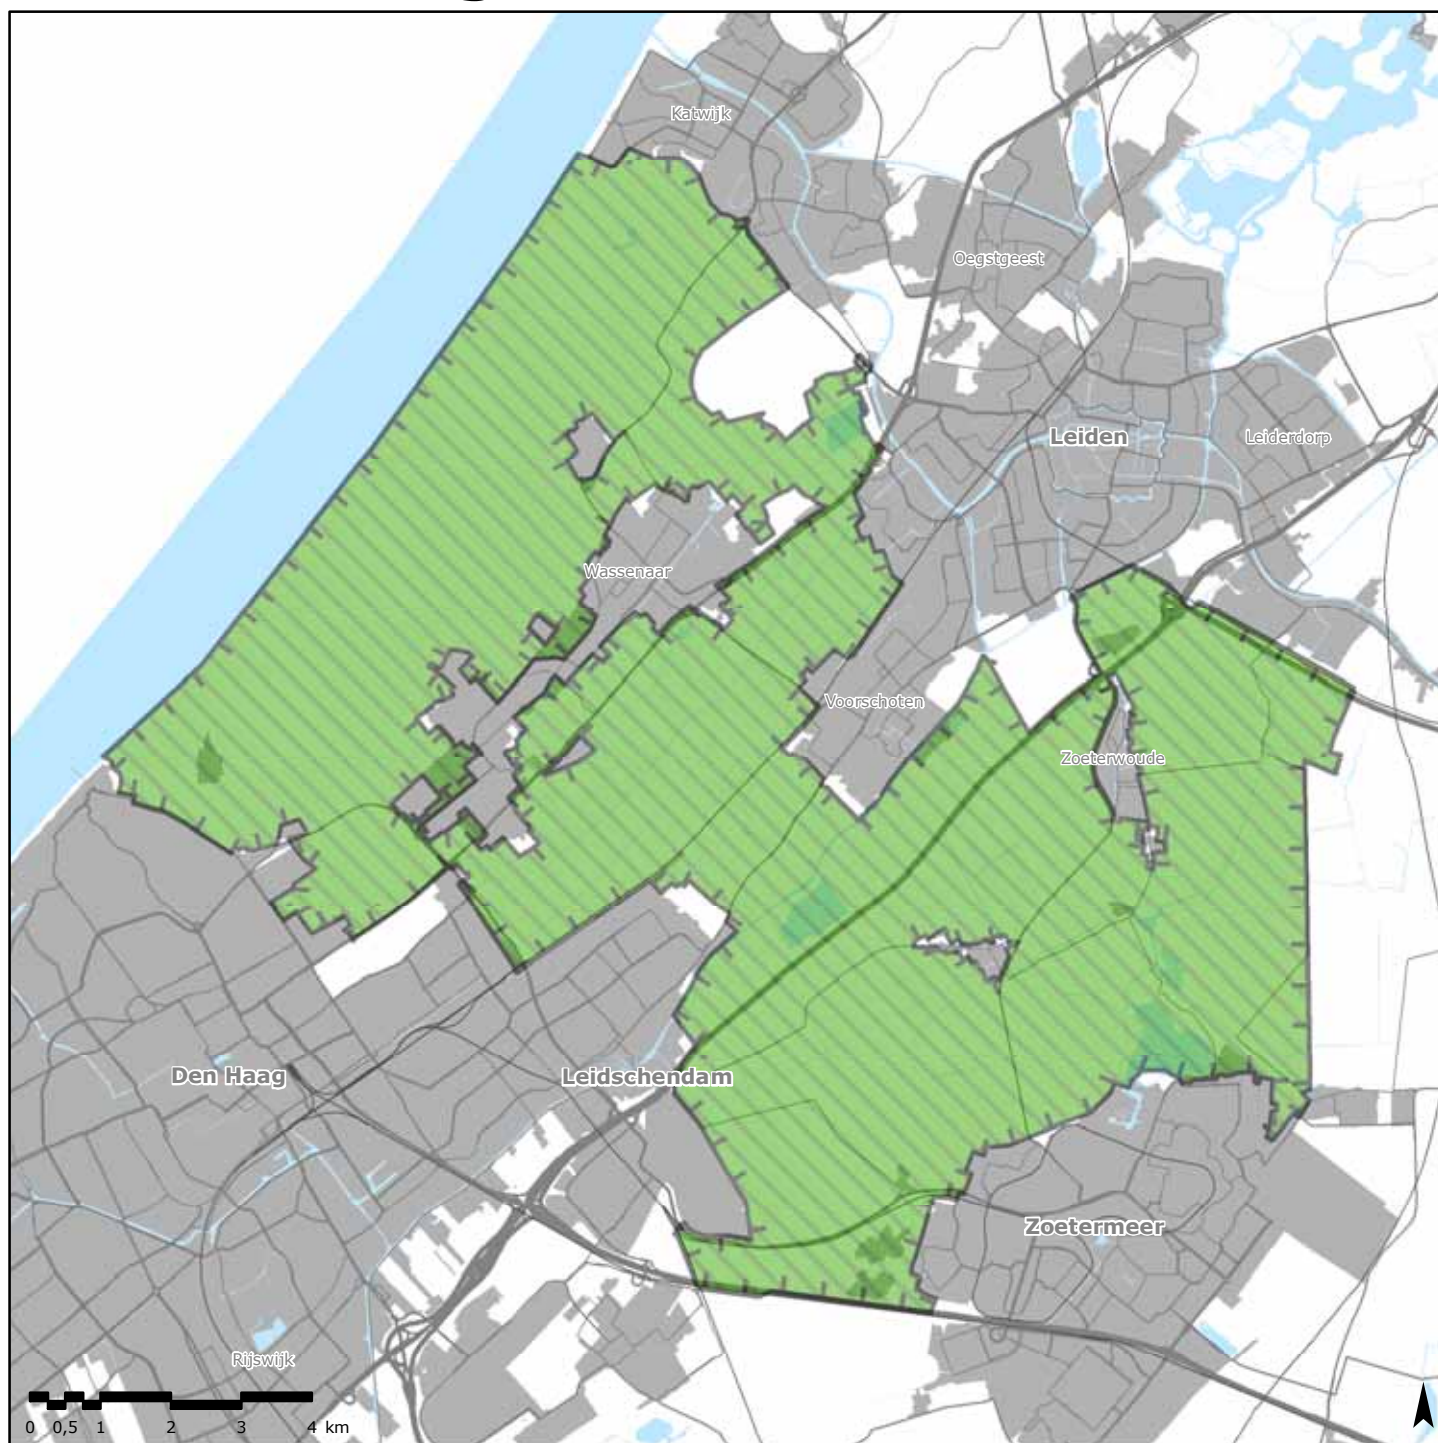 Katwijk
Oegstgeest
Leiden
Leiderdorp
Wassenaar
Voorschoten
Zoeterwoude
Den Haag
Leidschendam
Zoetermeer
Rijswijk
0 0,5 1 2 3 4 km